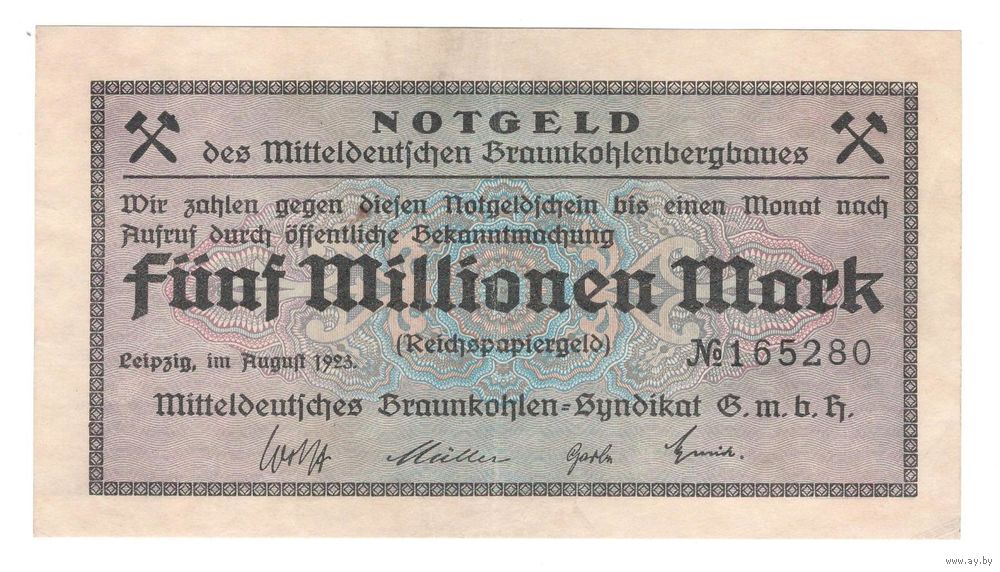 NOTGELD
des Mitteldeutschen Braunkohlenbergbaues
Wir zahlen gegen diesen Notgeldschein bis einen Monat nach
Aufruf durch öffentliche Bekanntmachung
Fünf Millionen Mark
(Reichspapiergeld)
№165280
Leipzig, im August 1923.
Mitteldeutsches Braunkohlen-Syndikat G.m.b.H.
Wolff Müller
www.ay.by